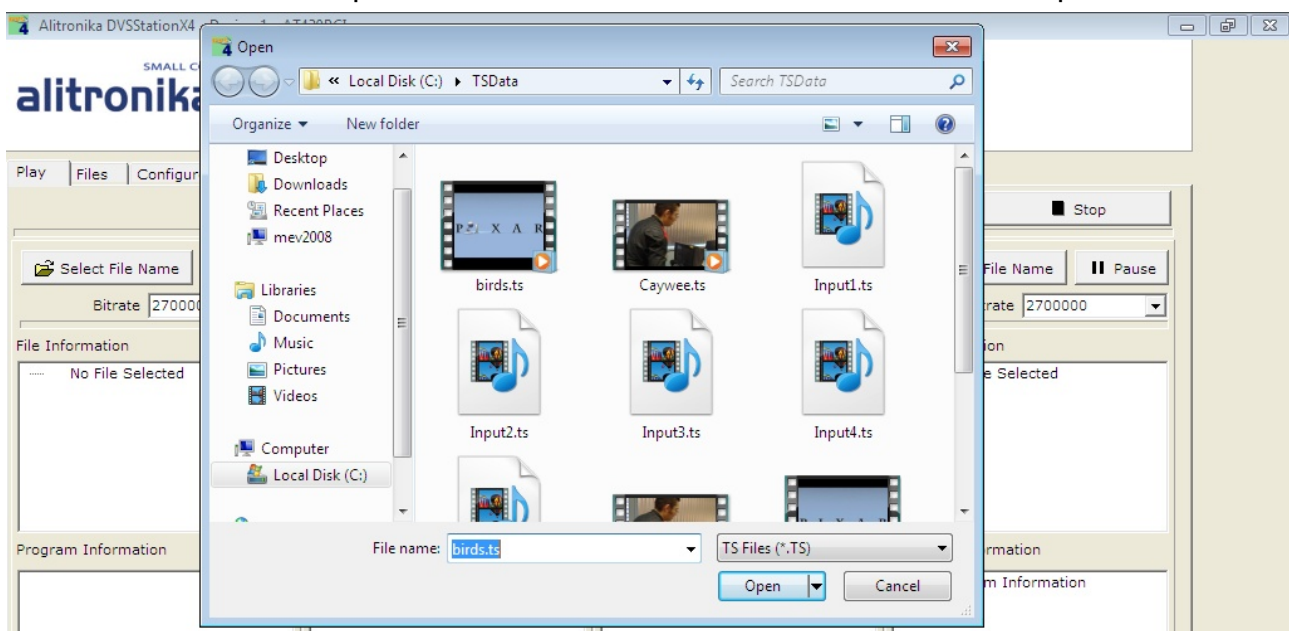 Alitronika DVSStationX4
Open
SMALL
alitronika
« Local Disk (C:) ▸ TSData
Search TSData
Organize
New folder
Desktop
Downloads
Recent Places
mev2008
Libraries
Documents
Music
Pictures
Videos
Computer
Local Disk (C:)
PIXAR
birds.ts
Caywee.ts
Input1.ts
Input2.ts
Input3.ts
Input4.ts
File name:
birds.ts
TS Files (*.TS)
Open
Cancel
Play
Files
Configur
Stop
Select File Name
File Name
Pause
Bitrate
27000
rate
2700000
File Information
ion
No File Selected
e Selected
Program Information
rmation
m Information